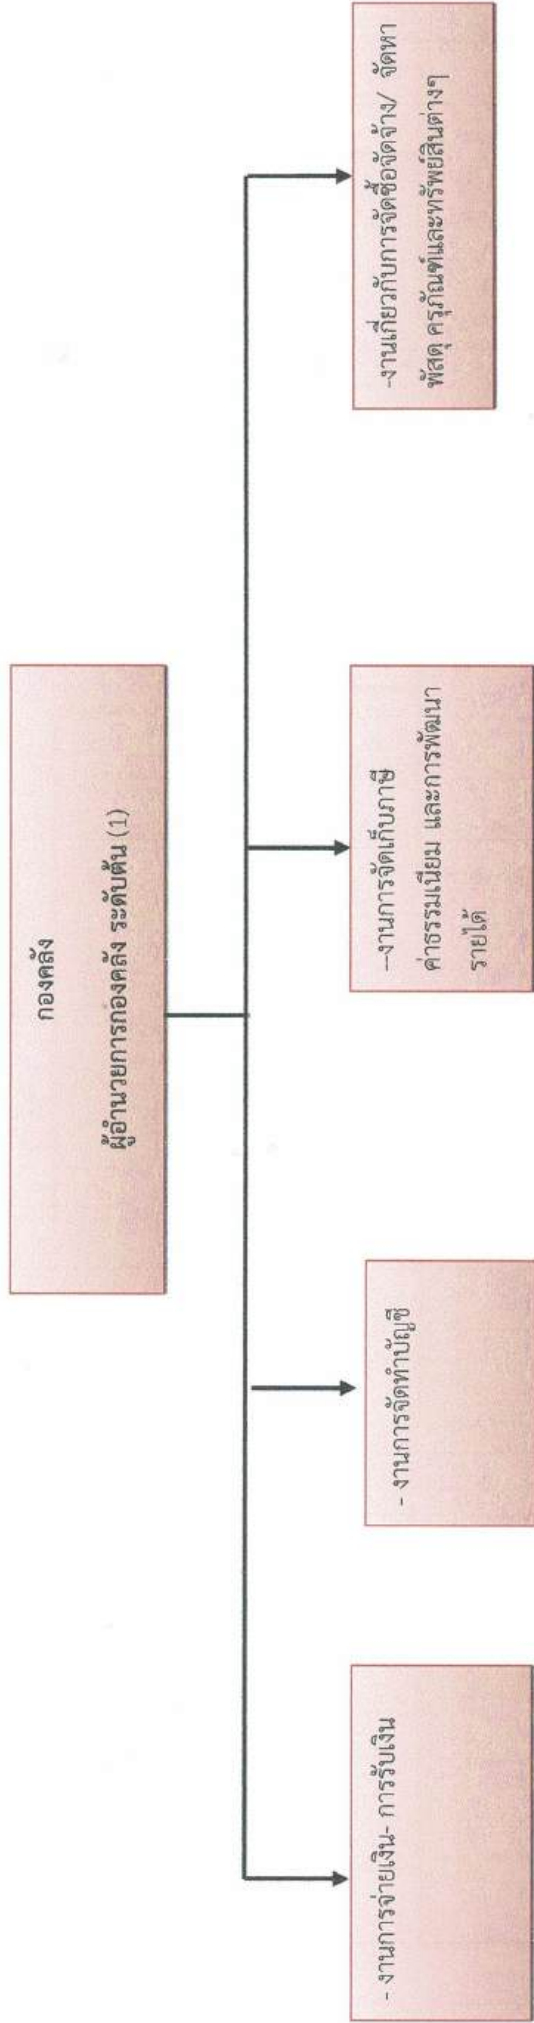 กองคลัง
ผู้อำนวยการกองคลัง ระดับต้น (1)
- งานการจ่ายเงิน- การรับเงิน
- งานการจัดทำบัญชี
--งานการจัดเก็บภาษี
ค่าธรรมเนียม และการพัฒนา
รายได้
-งานเกี่ยวกับการจัดซื้อจัดจ้าง/ จัดหา
พัสดุ ครุภัณฑ์และทรัพย์สินต่างๆ